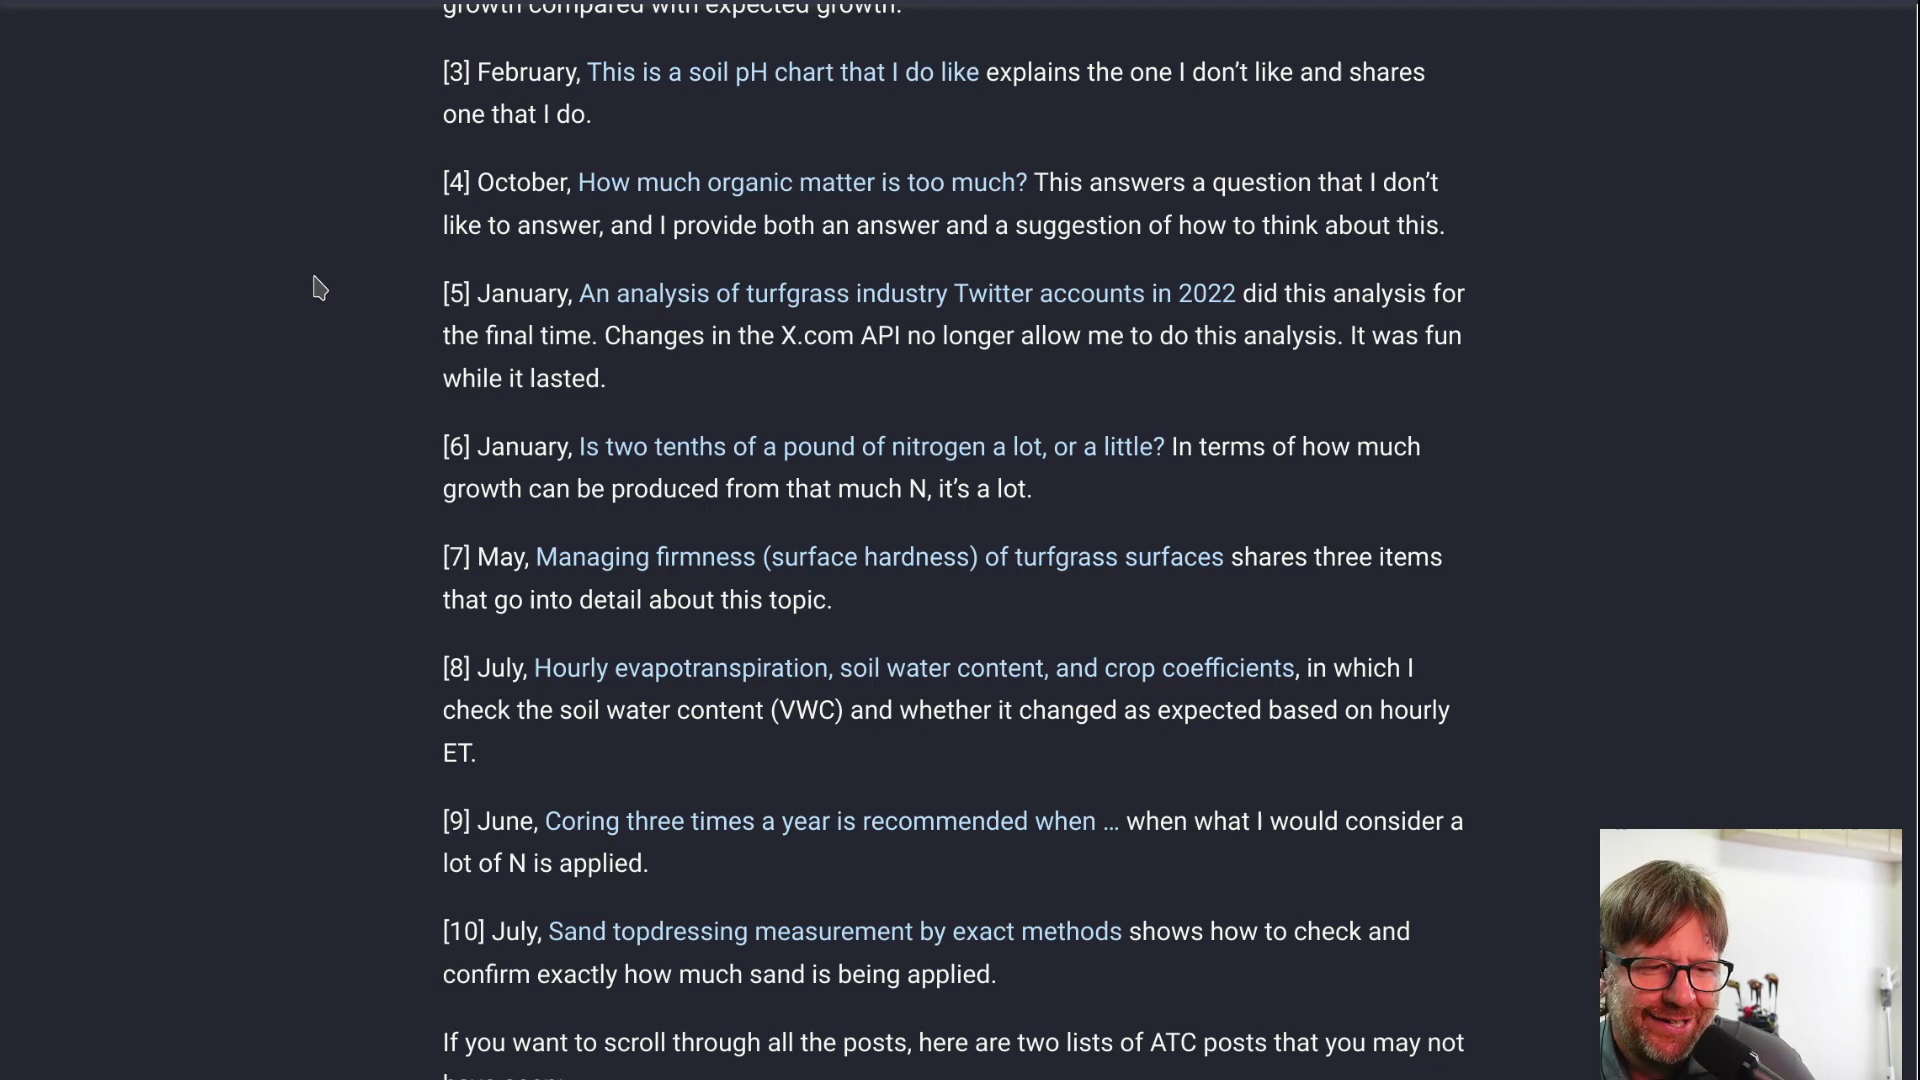 growth compared with expected growth.
[3] February, This is a soil pH chart that I do like explains the one I don’t like and shares
one that I do.
[4] October, How much organic matter is too much? This answers a question that I don’t
like to answer, and I provide both an answer and a suggestion of how to think about this.
[5] January, An analysis of turfgrass industry Twitter accounts in 2022 did this analysis for
the final time. Changes in the X.com API no longer allow me to do this analysis. It was fun
while it lasted.
[6] January, Is two tenths of a pound of nitrogen a lot, or a little? In terms of how much
growth can be produced from that much N, it’s a lot.
[7] May, Managing firmness (surface hardness) of turfgrass surfaces shares three items
that go into detail about this topic.
[8] July, Hourly evapotranspiration, soil water content, and crop coefficients, in which I
check the soil water content (VWC) and whether it changed as expected based on hourly
ET.
[9] June, Coring three times a year is recommended when … when what I would consider a
lot of N is applied.
[10] July, Sand topdressing measurement by exact methods shows how to check and
confirm exactly how much sand is being applied.
If you want to scroll through all the posts, here are two lists of ATC posts that you may not